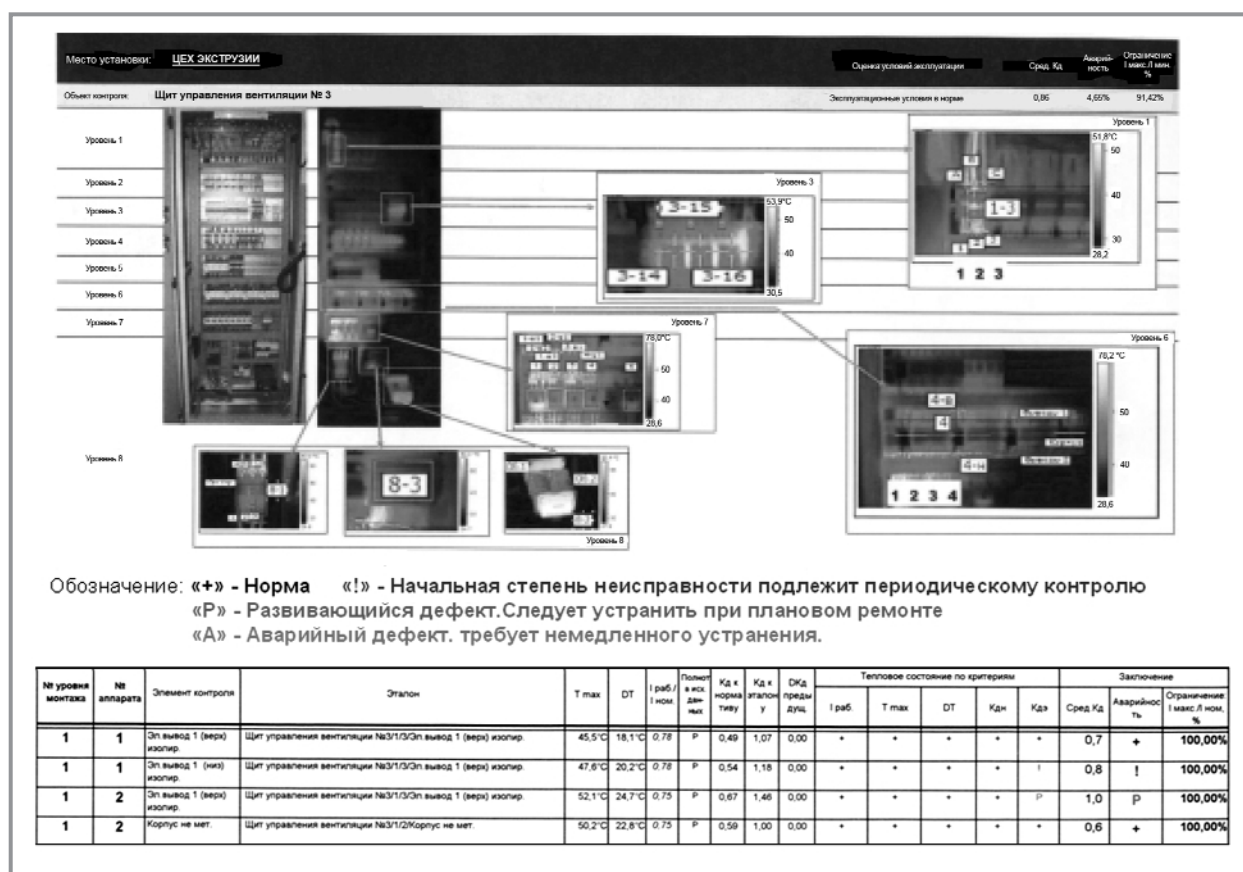 Место установки: ЦЕХ ЭКСТРУЗИИ
Оценка условий эксплуатации Сред. Кд Аварий-ность Ограничение I макс./I мин. %
Объект контроля: Щит управления вентиляции № 3 Эксплуатационные условия в норме 0,86 4,65% 91,42%
Уровень 1
Уровень 2
Уровень 3
Уровень 4
Уровень 5
Уровень 6
Уровень 7
Уровень 8
Уровень 1
51,8°C
50
40
30
28,2
A B C
1-3
1 2 3
Уровень 3
53,9°C
50
40
30,5
3-15
3-14 3-16
Уровень 7
78,0°C
50
40
28,6
Уровень 6
78,2 °C
50
40
28,6
4-в
4
4-н
1 2 3 4
8-3
Уровень 8
Обозначение: «+» - Норма «!» - Начальная степень неисправности подлежит периодическому контролю
«Р» - Развивающийся дефект.Следует устранить при плановом ремонте
«А» - Аварийный дефект. требует немедленного устранения.
№ уровня монтажа № аппарата Элемент контроля Эталон T max DT I раб./ I ном. Полнот а исх. дан-ных Кд к норма тиву Кд к эталон у DКд преды дущ. Тепловое состояние по критериям Заключение
I раб. T max DT Кдн Кдэ Сред Кд Аварийнос ть Ограничение I макс./I ном, %
1 1 Эл.вывод 1 (верх) изолир. Щит управления вентиляции №3/1/3/Эл.вывод 1 (верх) изолир. 45,5°C 18,1°C 0,78 Р 0,49 1,07 0,00 + + + + + 0,7 + 100,00%
1 1 Эл.вывод 1 (низ) изолир. Щит управления вентиляции №3/1/3/Эл.вывод 1 (верх) изолир. 47,6°C 20,2°C 0,78 Р 0,54 1,18 0,00 + + + + ! 0,8 ! 100,00%
1 2 Эл.вывод 1 (верх) изолир. Щит управления вентиляции №3/1/3/Эл.вывод 1 (верх) изолир. 52,1°C 24,7°C 0,75 Р 0,67 1,46 0,00 + + + + Р 1,0 Р 100,00%
1 2 Корпус не мет. Щит управления вентиляции №3/1/2/Корпус не мет. 50,2°C 22,8°C 0,75 Р 0,59 1,00 0,00 + + + + + 0,6 + 100,00%